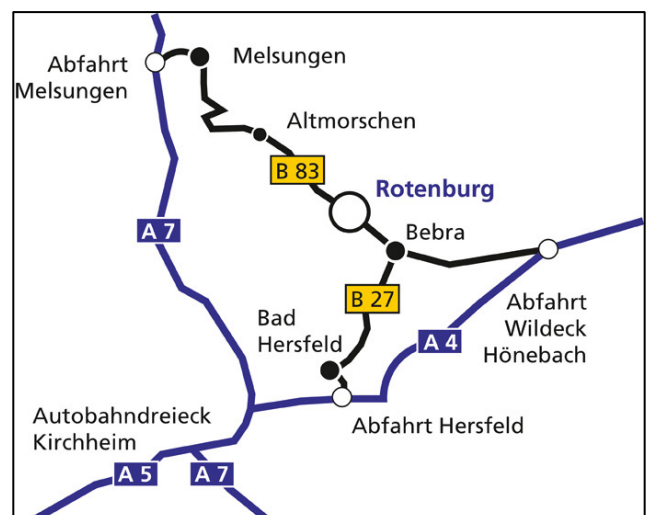 Abfahrt
Melsungen
Melsungen
Altmorschen
B 83
Rotenburg
A 7
Bebra
B 27
Abfahrt
Wildeck
Hönebach
Bad
Hersfeld
A 4
Autobahndreieck
Kirchheim
Abfahrt Hersfeld
A 5
A 7